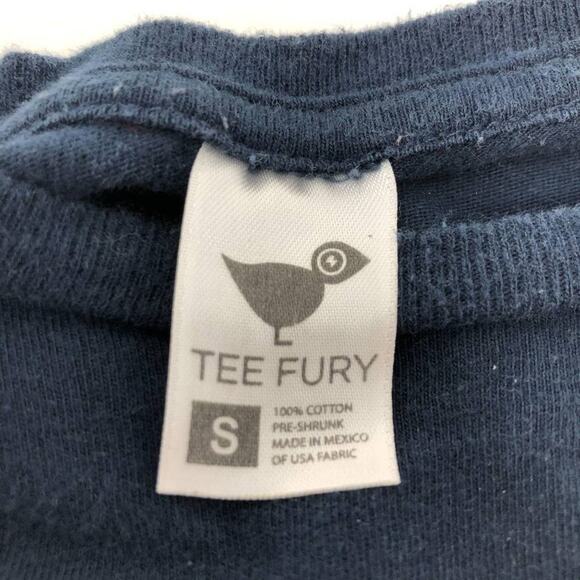 TEE FURY
S
100% COTTON
PRE-SHRUNK
MADE IN MEXICO
OF USA FABRIC